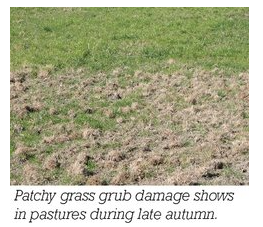 Patchy grass grub damage shows
in pastures during late autumn.